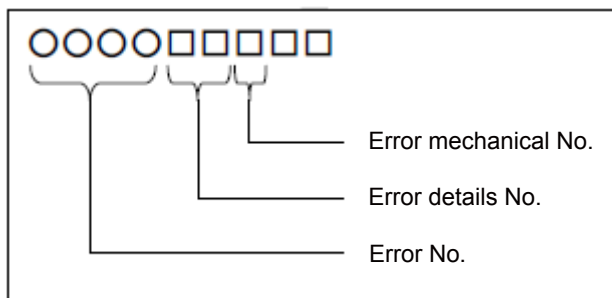 ○○○○□□□□□
Error mechanical No.
Error details No.
Error No.